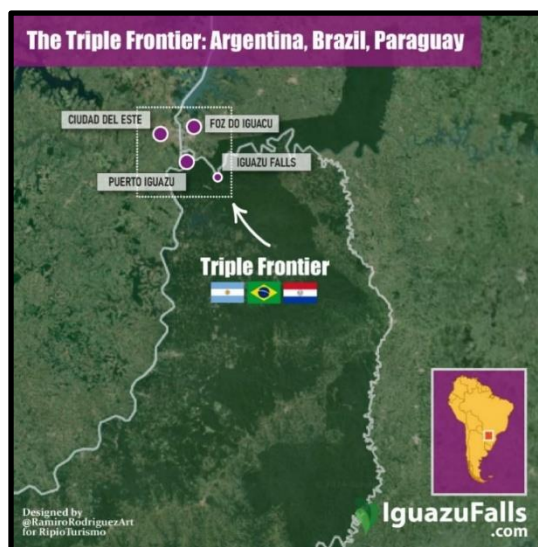 The Triple Frontier: Argentina, Brazil, Paraguay
CIUDAD DEL ESTE
FOZ DO IGUACU
PUERTO IGUAZU
IGUAZU FALLS
Triple Frontier
Designed by
@RamiroRodriguezArt
for RipioTurismo
IguazuFalls
.com